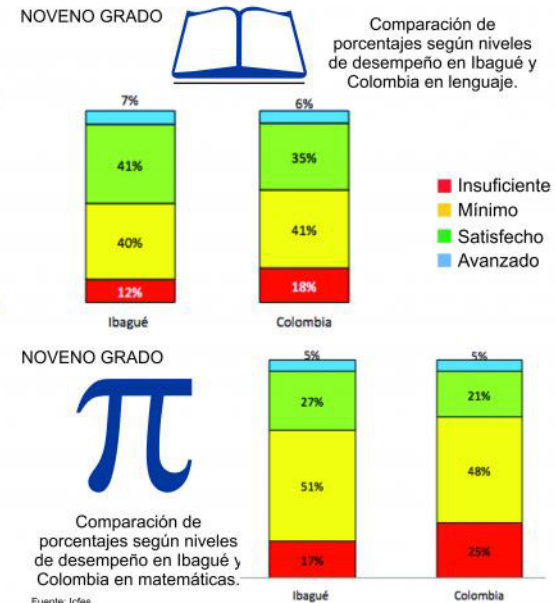 NOVENO GRADO
Comparación de
porcentajes según niveles
de desempeño en Ibagué y
Colombia en lenguaje.
7%
6%
41%
35%
40%
41%
12%
18%
Ibagué
Colombia
Insuficiente
Mínimo
Satisfecho
Avanzado
NOVENO GRADO
π
Comparación de
porcentajes según niveles
de desempeño en Ibagué y
Colombia en matemáticas.
Fuente: Icfes
5%
5%
27%
21%
51%
48%
17%
25%
Ibagué
Colombia